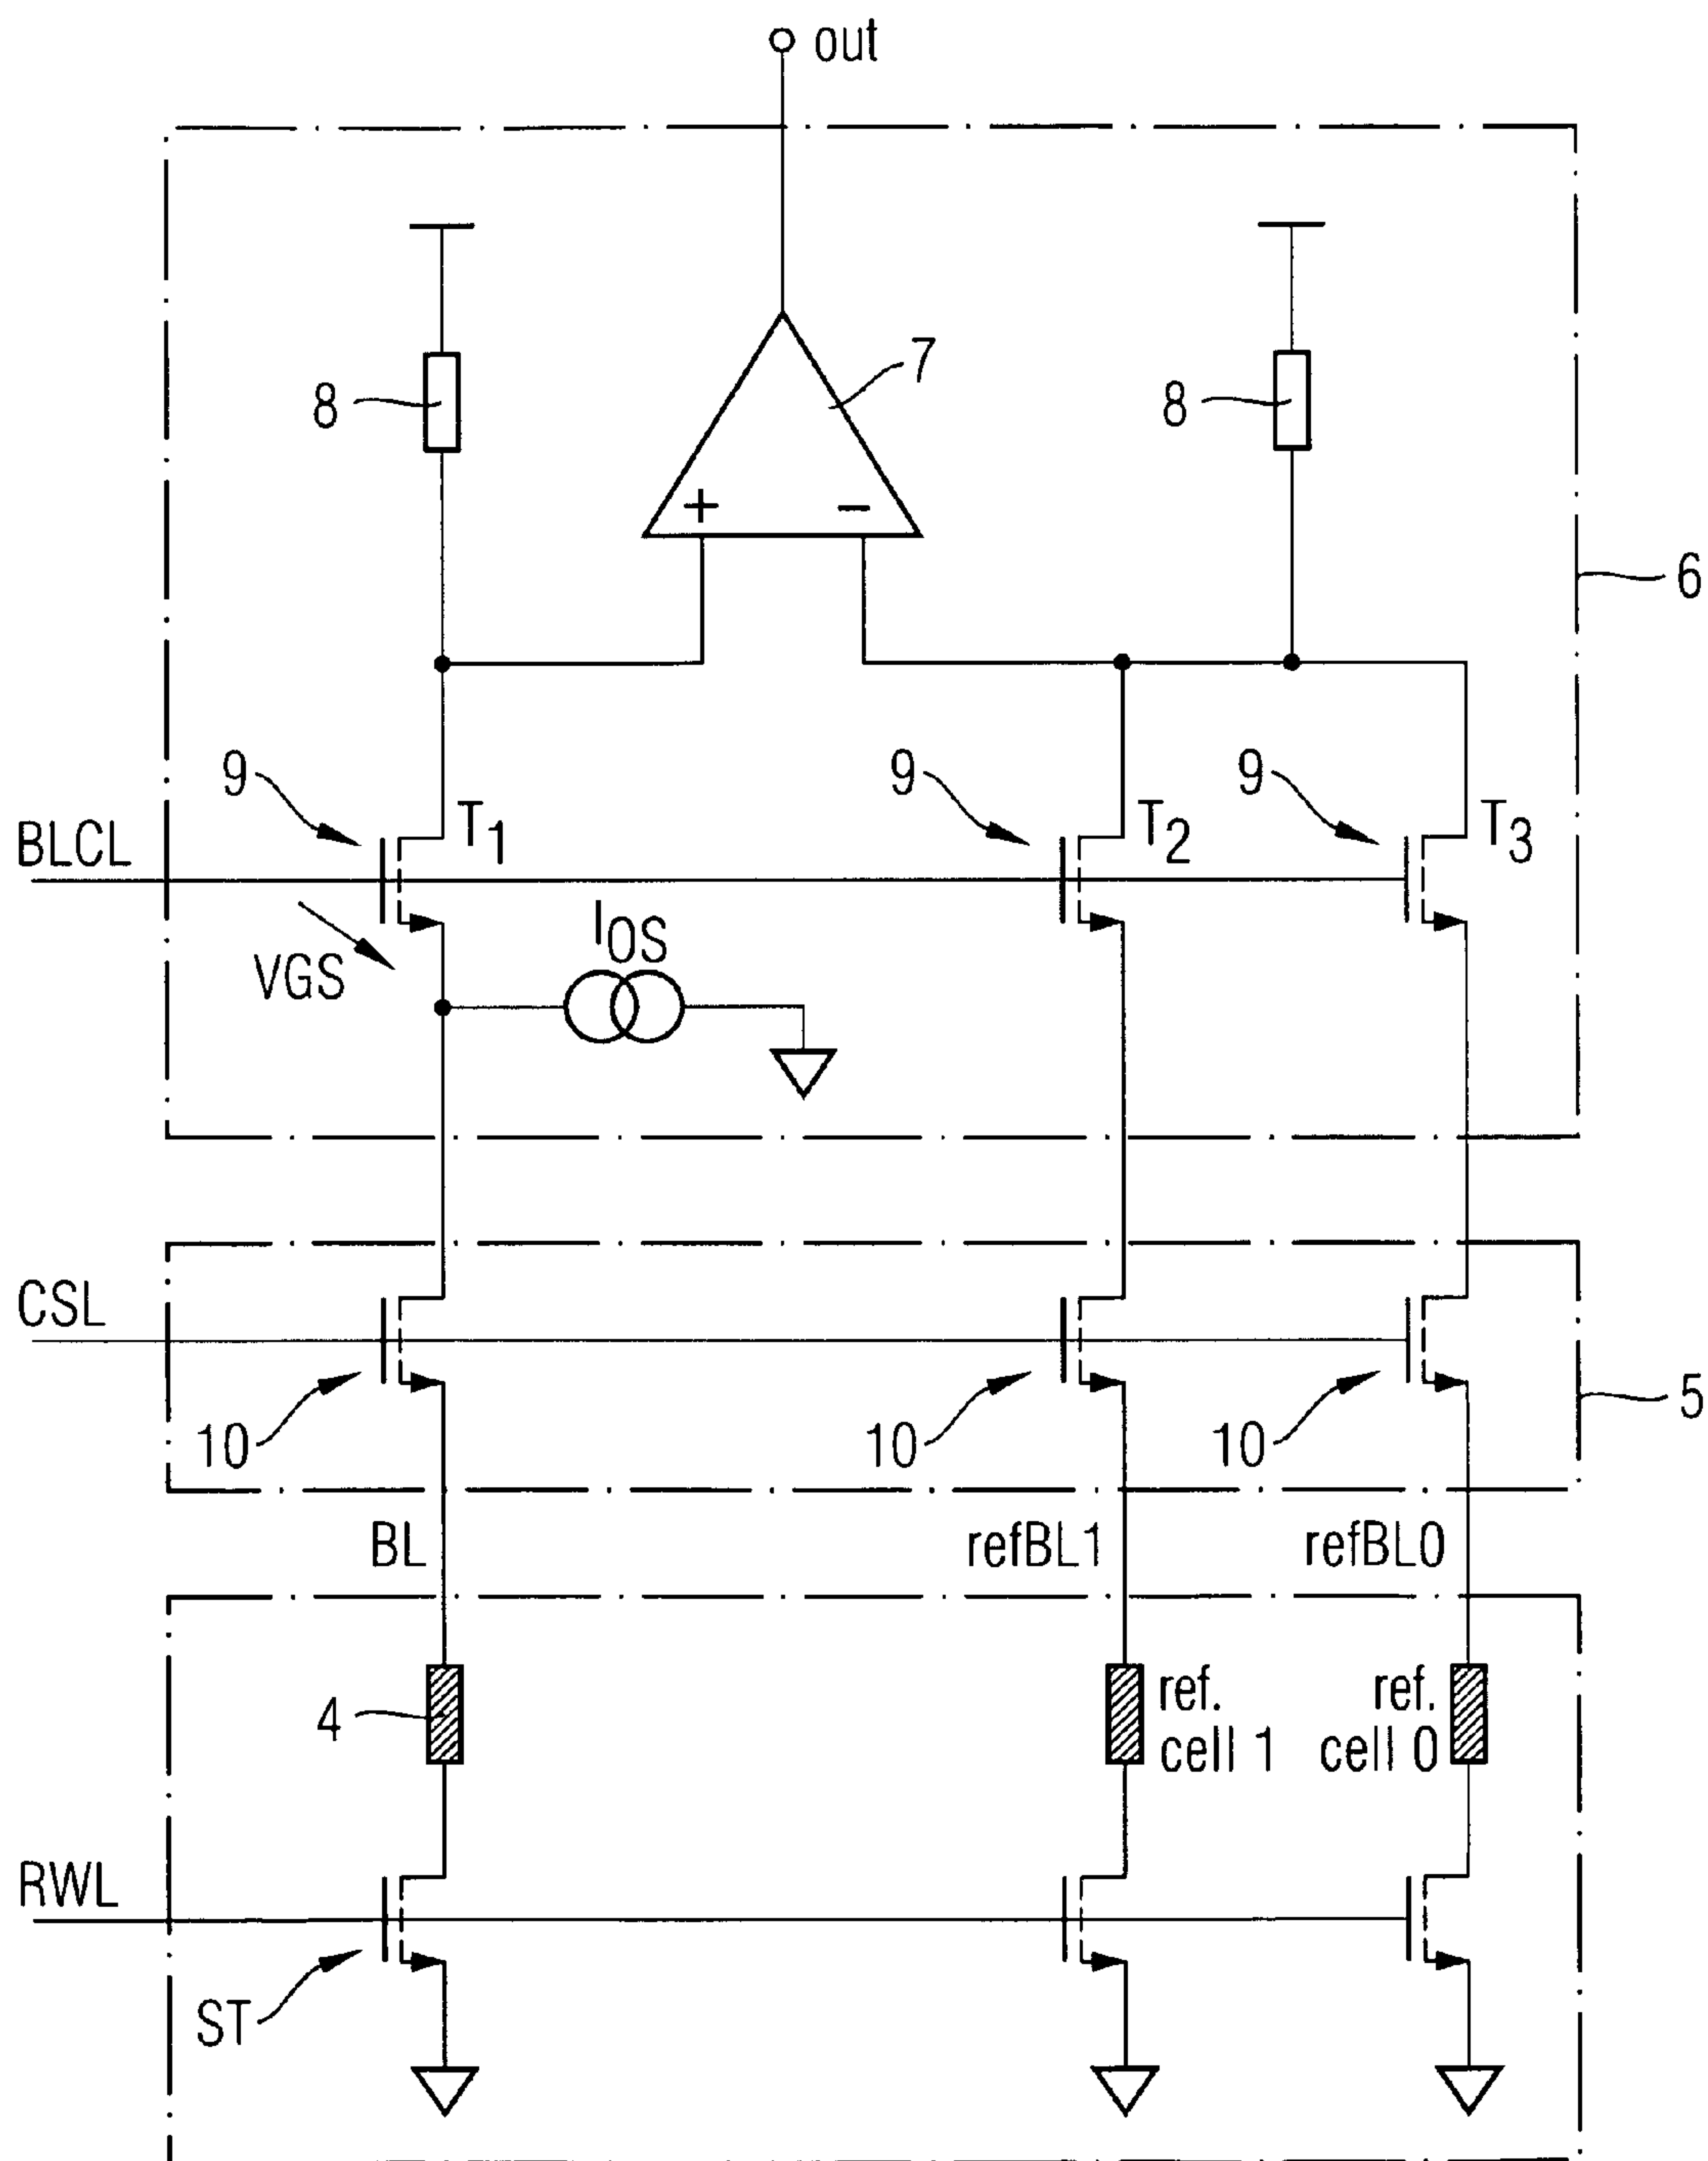 out
7
8
8
+ −
6
9
9
9
T1
T2
T3
BLCL
IOS
VGS
CSL
5
10
10
10
BL
refBL1
refBL0
4
ref.
cell 1
ref.
cell 0
RWL
ST